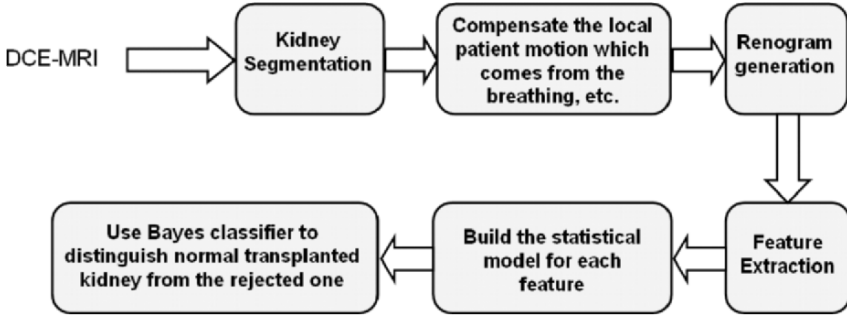 DCE-MRI
Kidney
Segmentation
Compensate the local
patient motion which
comes from the
breathing, etc.
Renogram
generation
Feature
Extraction
Build the statistical
model for each
feature
Use Bayes classifier to
distinguish normal transplanted
kidney from the rejected one